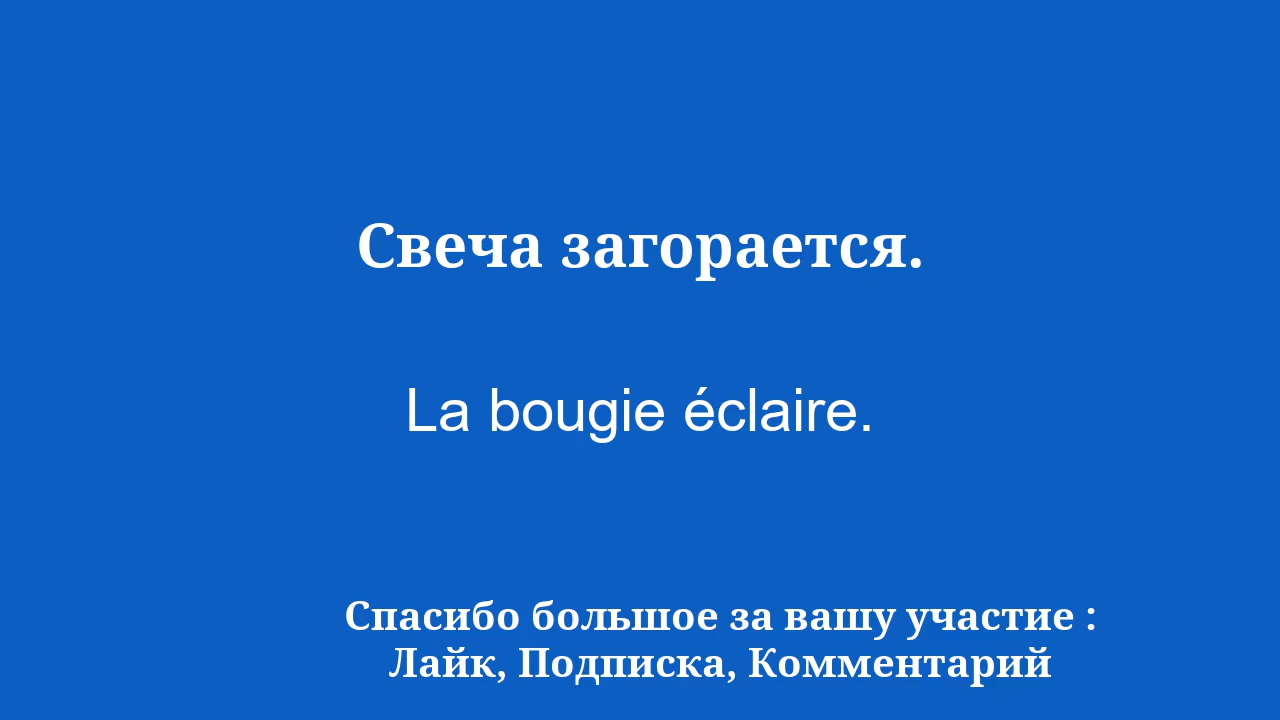 Свеча загорается.
La bougie éclaire.
Спасибо большое за вашу участие :
Лайк, Подписка, Комментарий